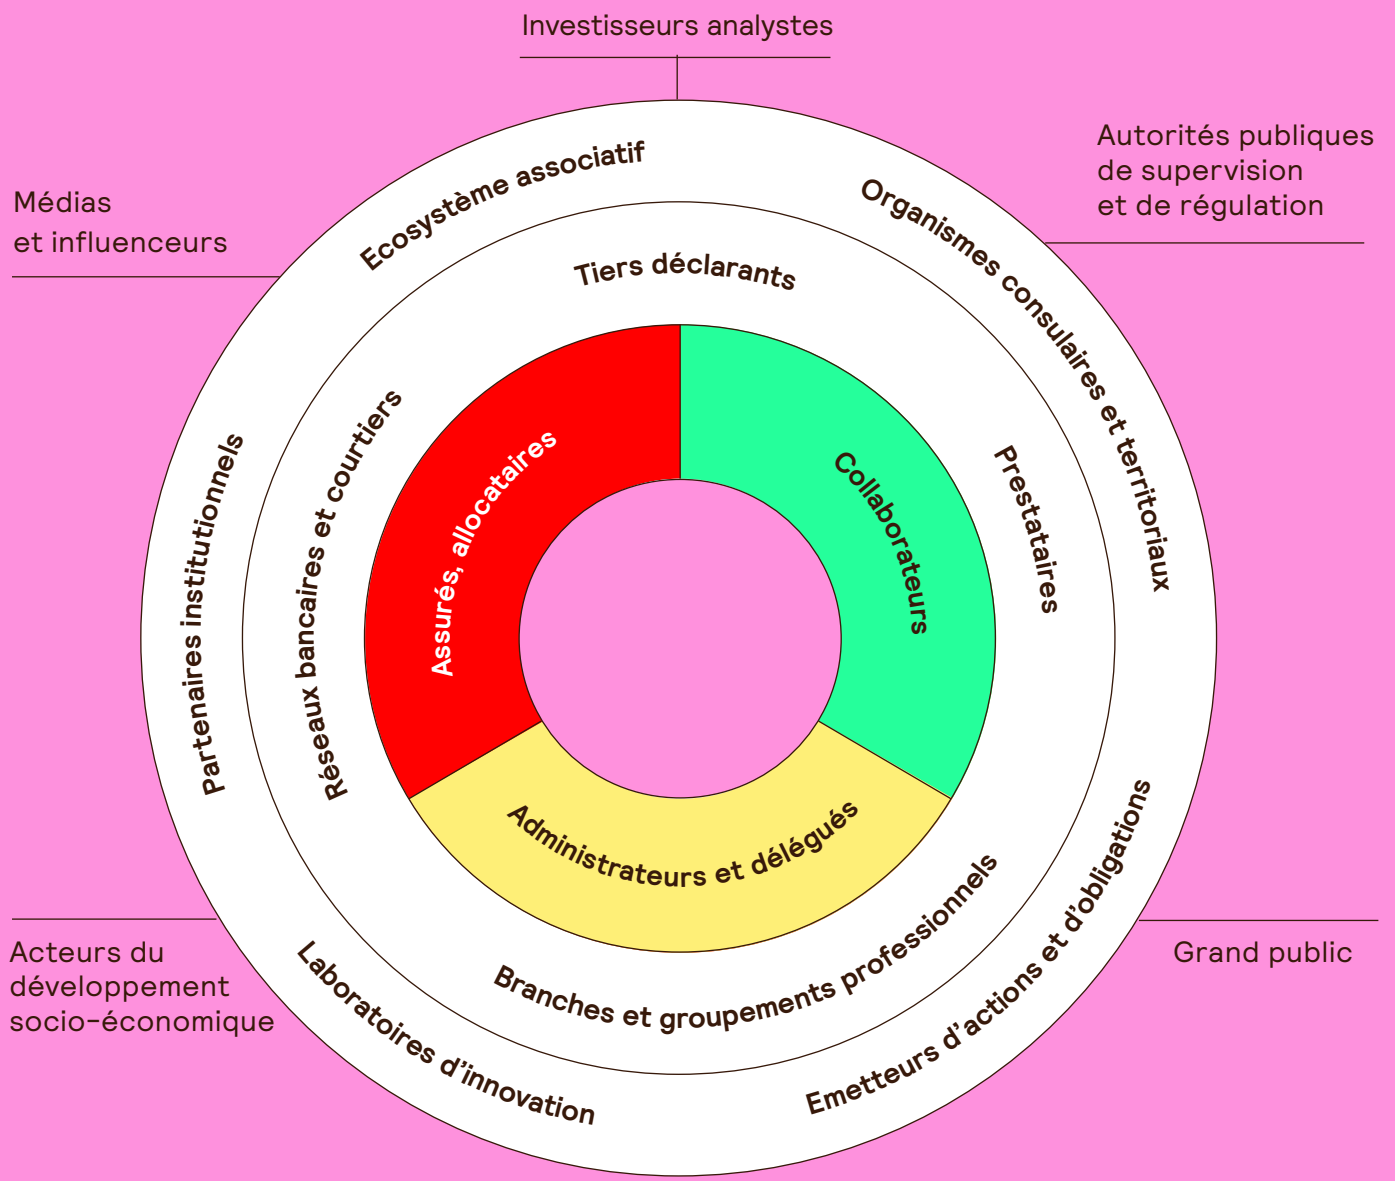 Investisseurs analystes
Autorités publiques
de supervision
et de régulation
Médias
et influenceurs
Ecosystème associatif
Organismes consulaires et territoriaux
Tiers déclarants
Partenaires institutionnels
Réseaux bancaires et courtiers
Assurés, allocataires
Collaborateurs
Prestataires
Administrateurs et délégués
Branches et groupements professionnels
Laboratoires d’innovation
Emetteurs d’actions et d’obligations
Acteurs du
développement
socio-économique
Grand public